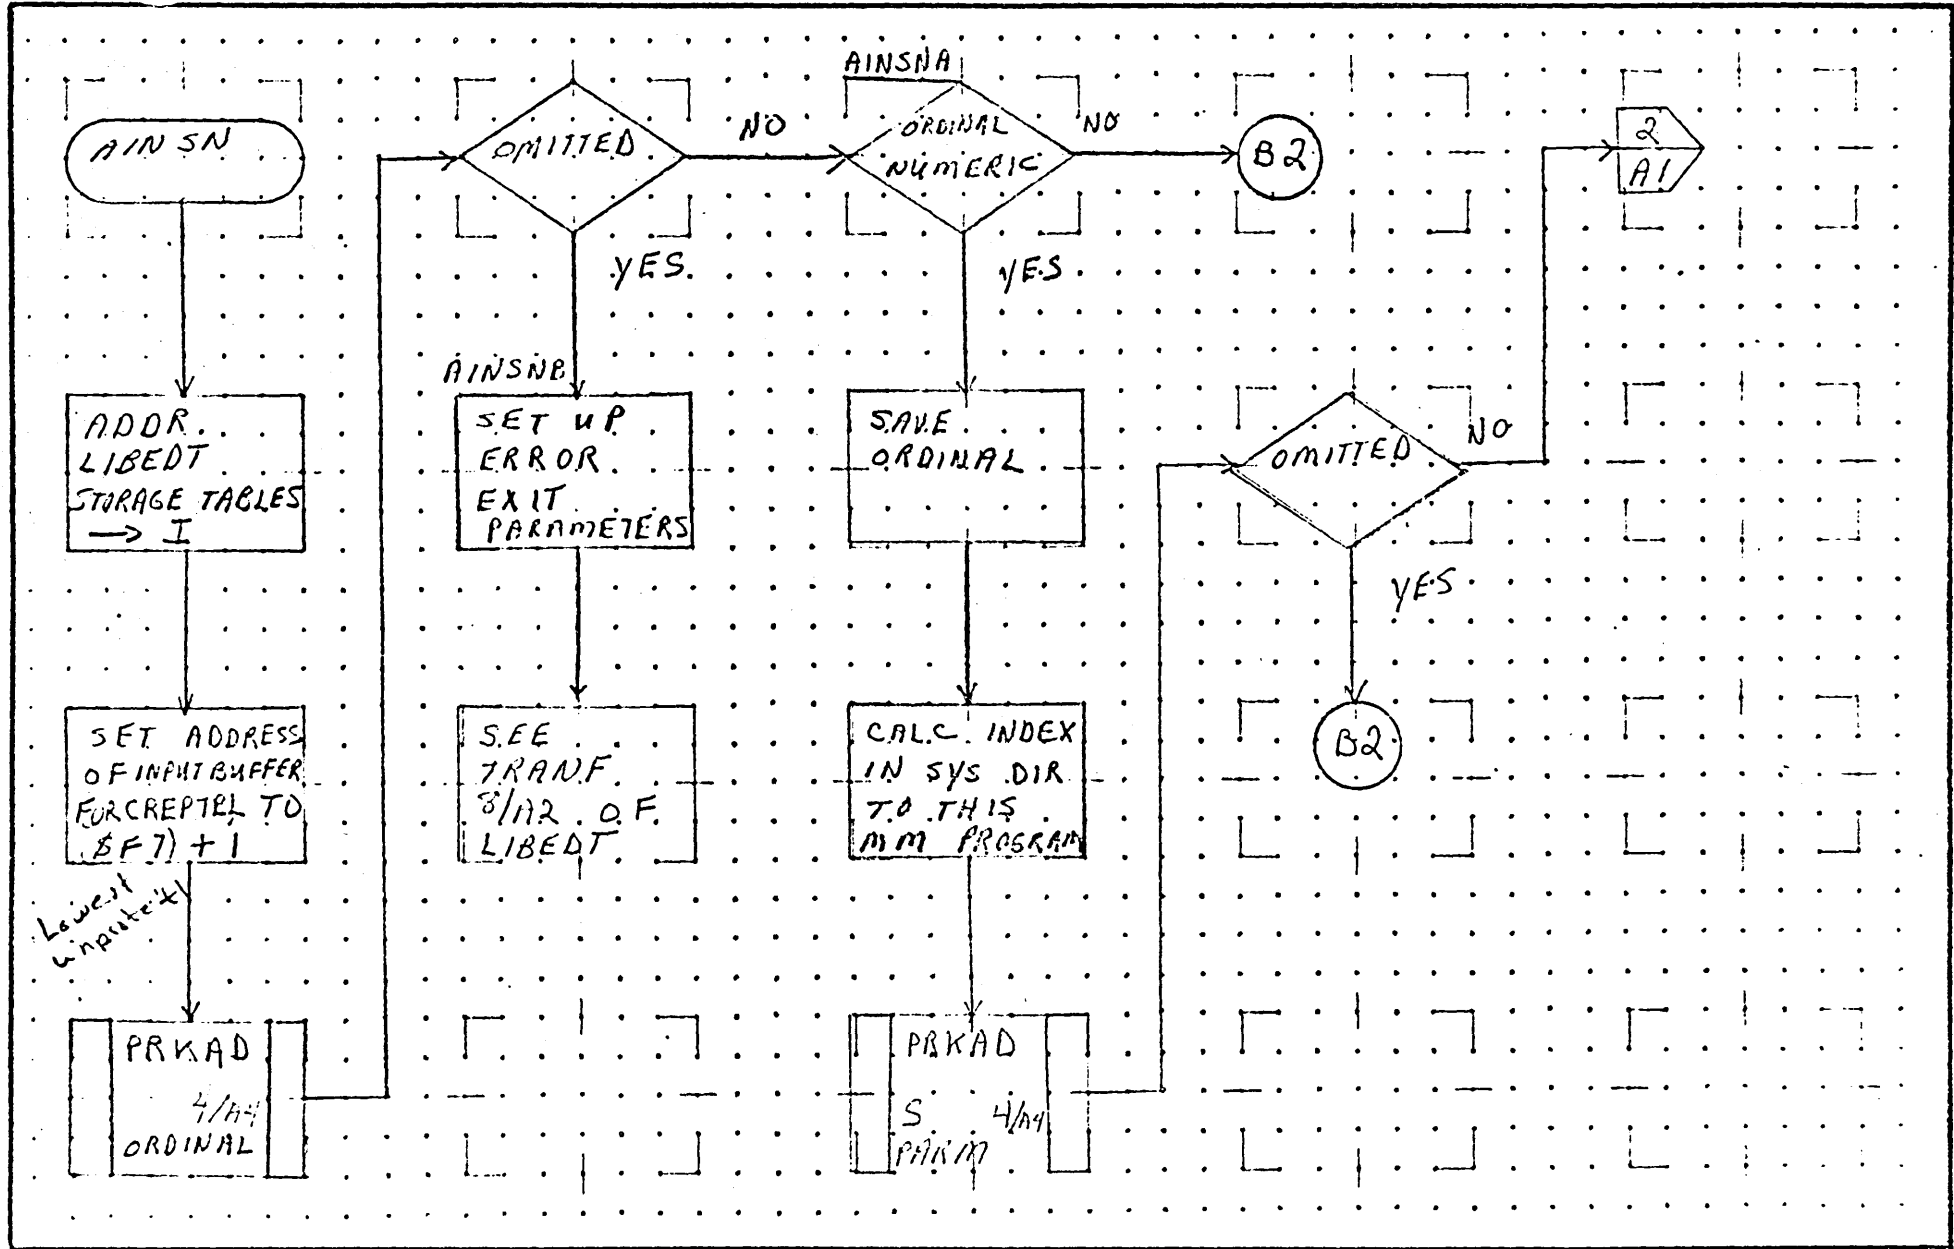 AINSN
ADDR.
LIBEDT
STORAGE TABLES
→ I
SET ADDRESS
OF INPUT BUFFER
FOR CREPTBL TO
$F7) + 1
Lowest
unprotect
PRKAD
4/A4
ORDINAL
OMITTED
NO
YES
AINSNB
SET UP
ERROR
EXIT
PARAMETERS
SEE
TRANF
8/A2 OF
LIBEDT
AINSNA
ORDINAL
NUMERIC
NO
YES
SAVE
ORDINAL
CALC. INDEX
IN SYS DIR
TO THIS
MM PROGRAM
PRKAD
S 4/A4
PARM
B2
OMITTED
NO
YES
B2
2
A1